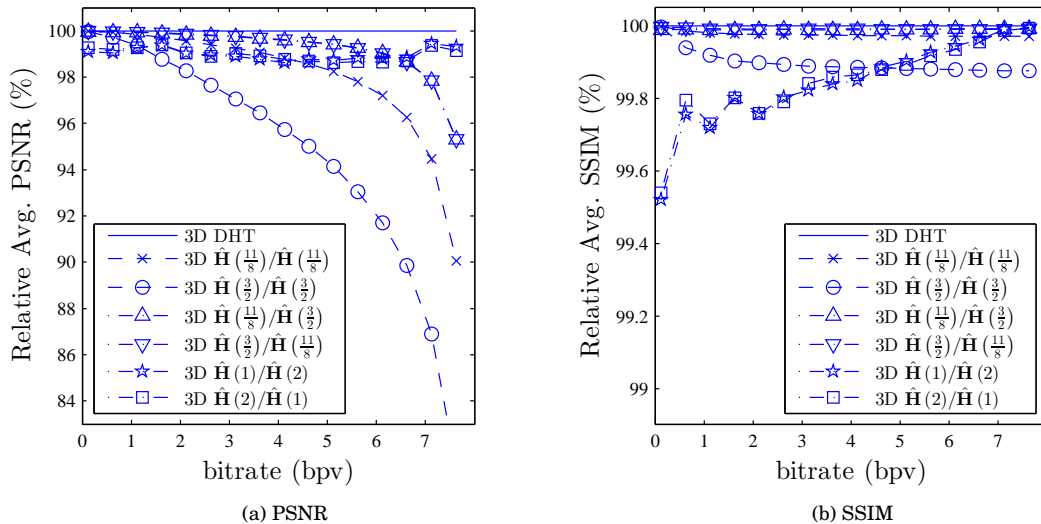 Relative Avg. PSNR (%)
100
98
96
94
92
90
88
86
84
3D DHT
3D Ĥ(11/8)/Ĥ(11/8)
3D Ĥ(3/2)/Ĥ(3/2)
3D Ĥ(11/8)/Ĥ(3/2)
3D Ĥ(3/2)/Ĥ(11/8)
3D Ĥ(1)/Ĥ(2)
3D Ĥ(2)/Ĥ(1)
0 1 2 3 4 5 6 7
bitrate (bpv)
(a) PSNR
Relative Avg. SSIM (%)
100
99.8
99.6
99.4
99.2
99
3D DHT
3D Ĥ(11/8)/Ĥ(11/8)
3D Ĥ(3/2)/Ĥ(3/2)
3D Ĥ(11/8)/Ĥ(3/2)
3D Ĥ(3/2)/Ĥ(11/8)
3D Ĥ(1)/Ĥ(2)
3D Ĥ(2)/Ĥ(1)
0 1 2 3 4 5 6 7
bitrate (bpv)
(b) SSIM